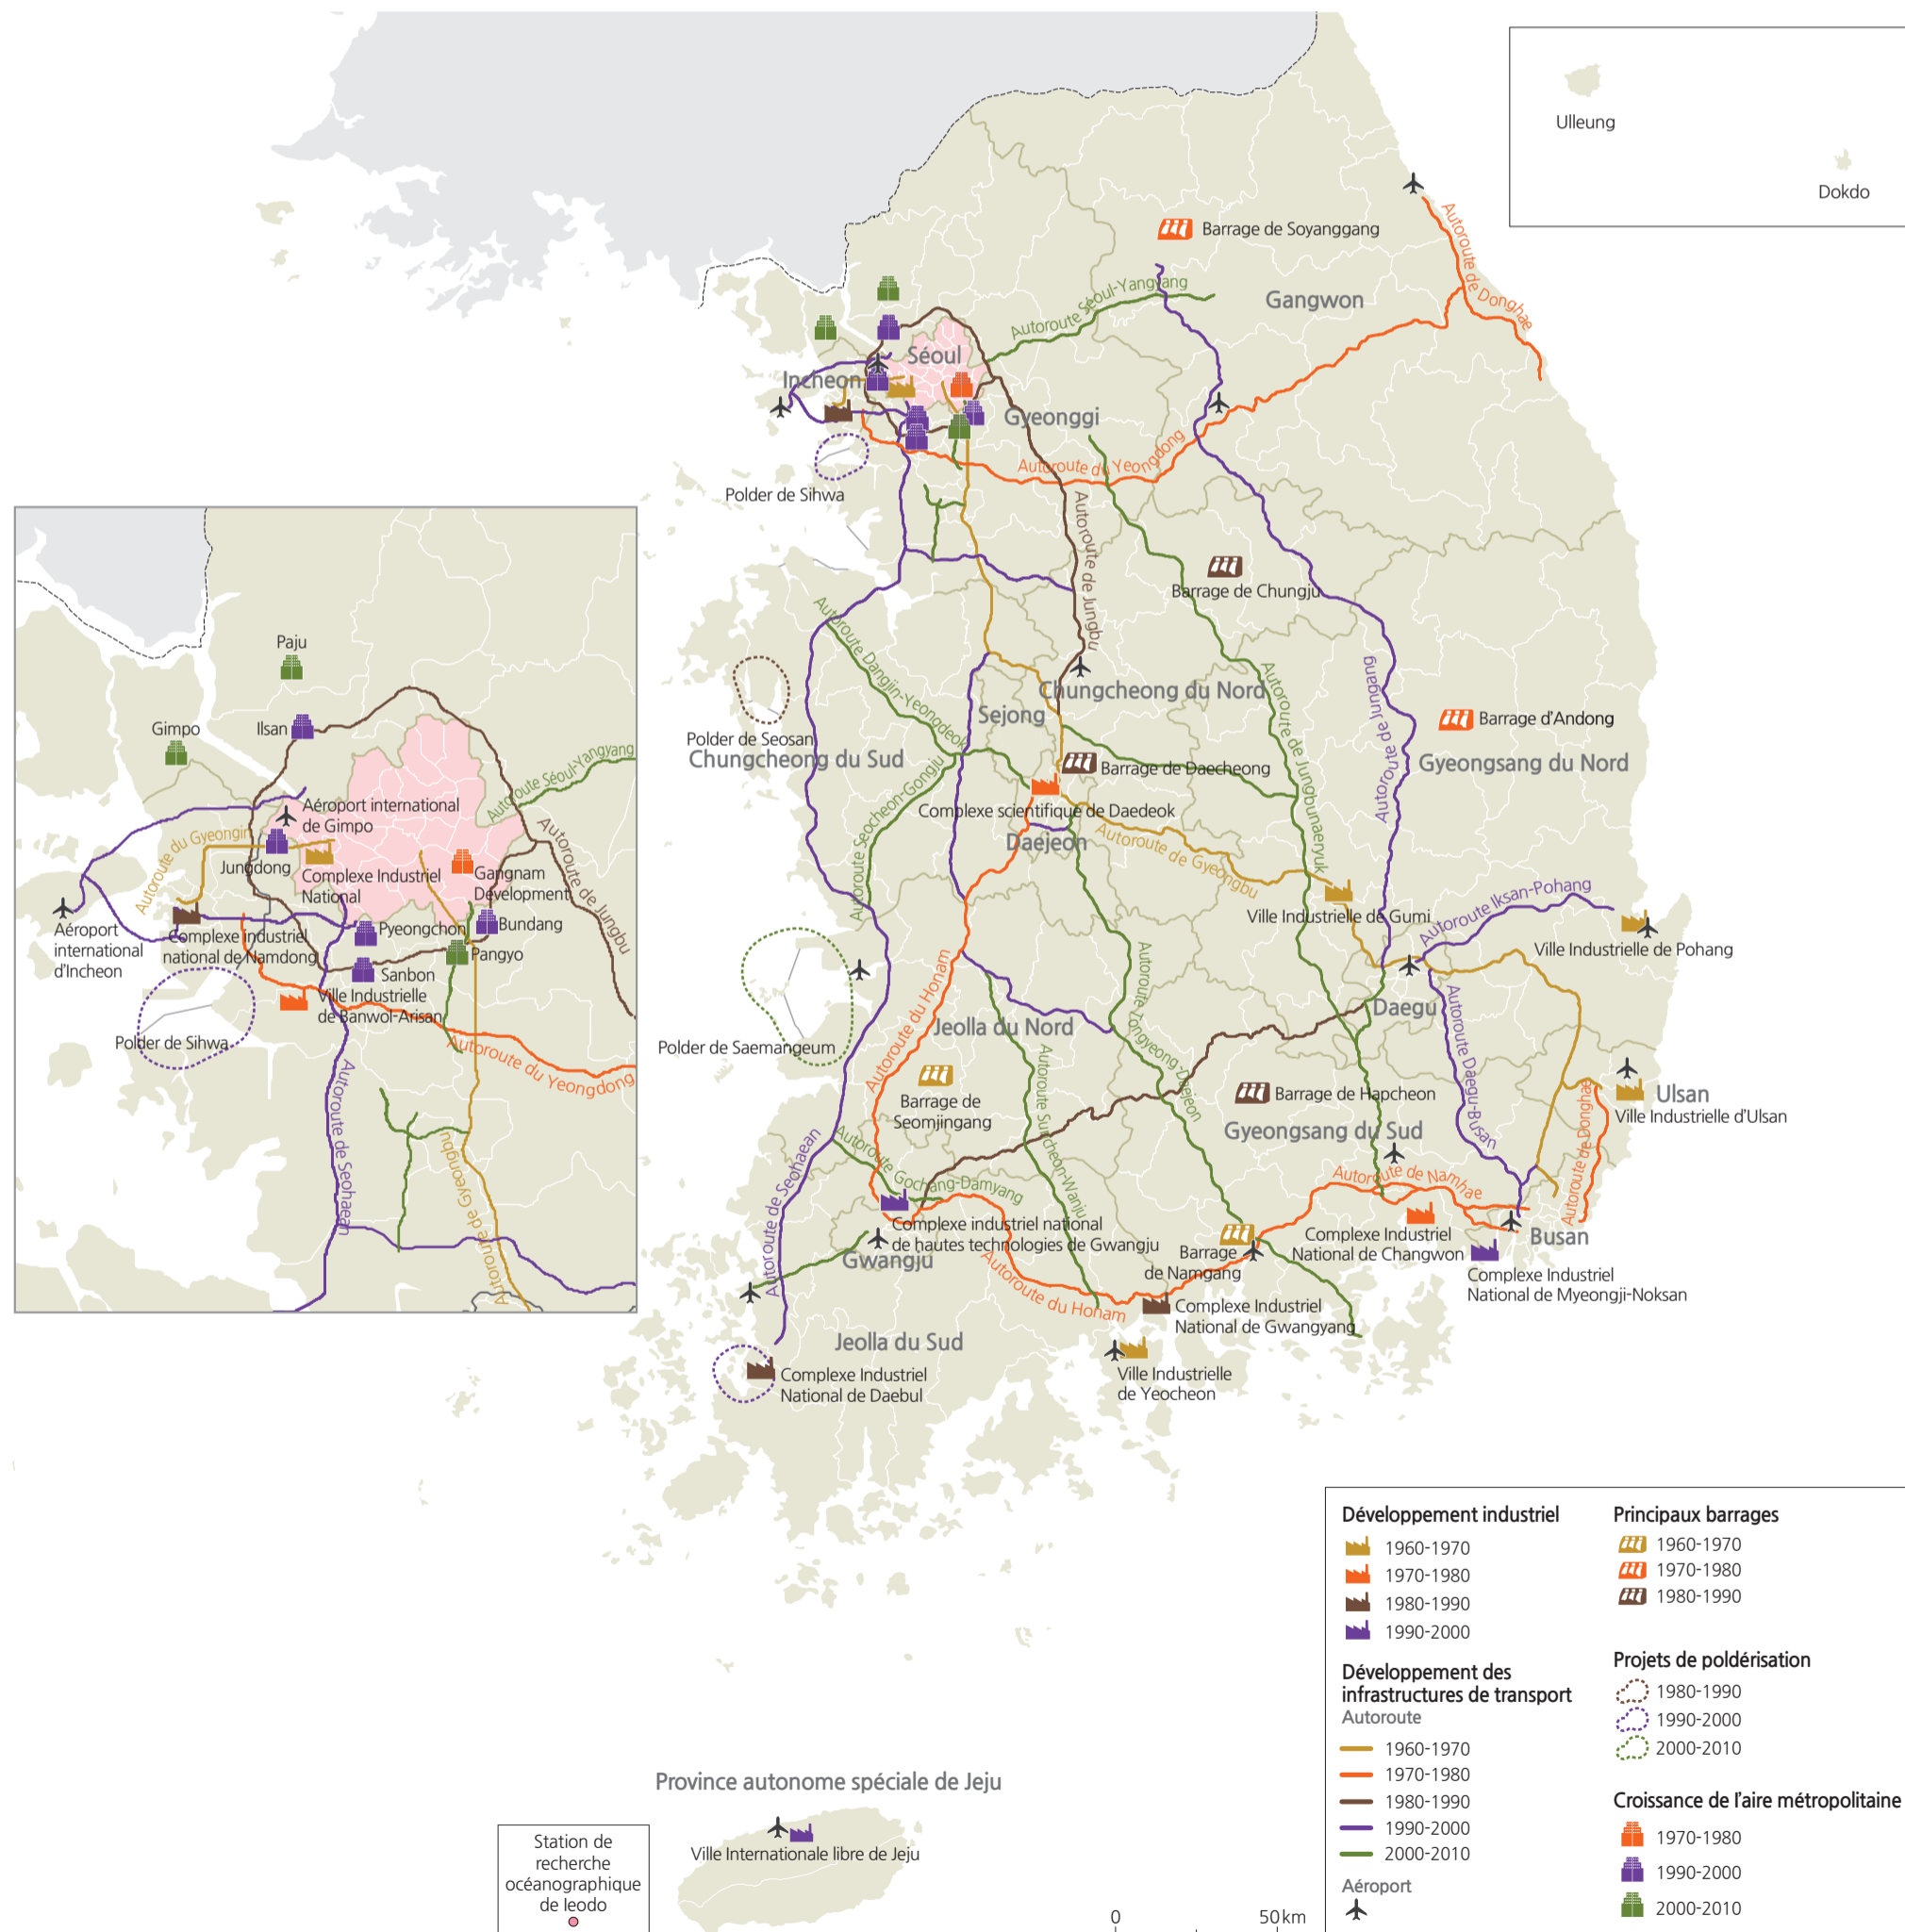 Ulleung
Dokdo
Barrage de Soyanggang
Autoroute de Donghae
Gangwon
Autoroute Séoul-Yangyang
Séoul
Incheon
Gyeonggi
Autoroute du Yeongdong
Polder de Sihwa
Autoroute de Jungbu
Barrage de Chungju
Autoroute Dangjin-Yeongdeok
Autoroute de Jungbunaeryuk
Autoroute de Jungang
Chungcheong du Nord
Sejong
Barrage d'Andong
Polder de Seosan
Chungcheong du Sud
Gyeongsang du Nord
Barrage de Daecheong
Autoroute Seocheon-Gongju
Complexe scientifique de Daedeok
Daejeon
Autoroute de Gyeongbu
Ville Industrielle de Gumi
Autoroute Iksan-Pohang
Ville Industrielle de Pohang
Autoroute du Honam
Autoroute Tongyeong-Daejeon
Daegu
Autoroute Daegu-Busan
Jeolla du Nord
Polder de Saemangeum
Autoroute Suncheon-Wanju
Barrage de
Seomjingang
Barrage de Hapcheon
Ulsan
Ville Industrielle d'Ulsan
Gyeongsang du Sud
Autoroute de Donghae
Autoroute de Seohaean
Autoroute Gochang-Damyang
Autoroute de Namhae
Complexe industriel national
de hautes technologies de Gwangju
Gwangju
Barrage
de Namgang
Complexe Industriel
National de Changwon
Busan
Complexe Industriel
National de Myeongji-Noksan
Autoroute du Honam
Complexe Industriel
National de Gwangyang
Jeolla du Sud
Complexe Industriel
National de Daebul
Ville Industrielle
de Yeocheon
Paju
Gimpo
Ilsan
Autoroute Séoul-Yangyang
Aéroport international
de Gimpo
Autoroute du Gyeongin
Jungdong
Complexe Industriel
National
Gangnam
Development
Autoroute de Jungbu
Aéroport
international
d'Incheon
Complexe industriel
national de Namdong
Pyeongchon
Bundang
Pangyo
Sanbon
Ville Industrielle
de Banwol-Arisan
Polder de Sihwa
Autoroute du Yeongdong
Autoroute de Seohaean
Autoroute de Gyeongbu
Province autonome spéciale de Jeju
Ville Internationale libre de Jeju
Station de
recherche
océanographique
de Ieodo
0 50km
Développement industriel
1960-1970
1970-1980
1980-1990
1990-2000
Développement des
infrastructures de transport
Autoroute
1960-1970
1970-1980
1980-1990
1990-2000
2000-2010
Aéroport
Principaux barrages
1960-1970
1970-1980
1980-1990
Projets de poldérisation
1980-1990
1990-2000
2000-2010
Croissance de l'aire métropolitaine
1970-1980
1990-2000
2000-2010